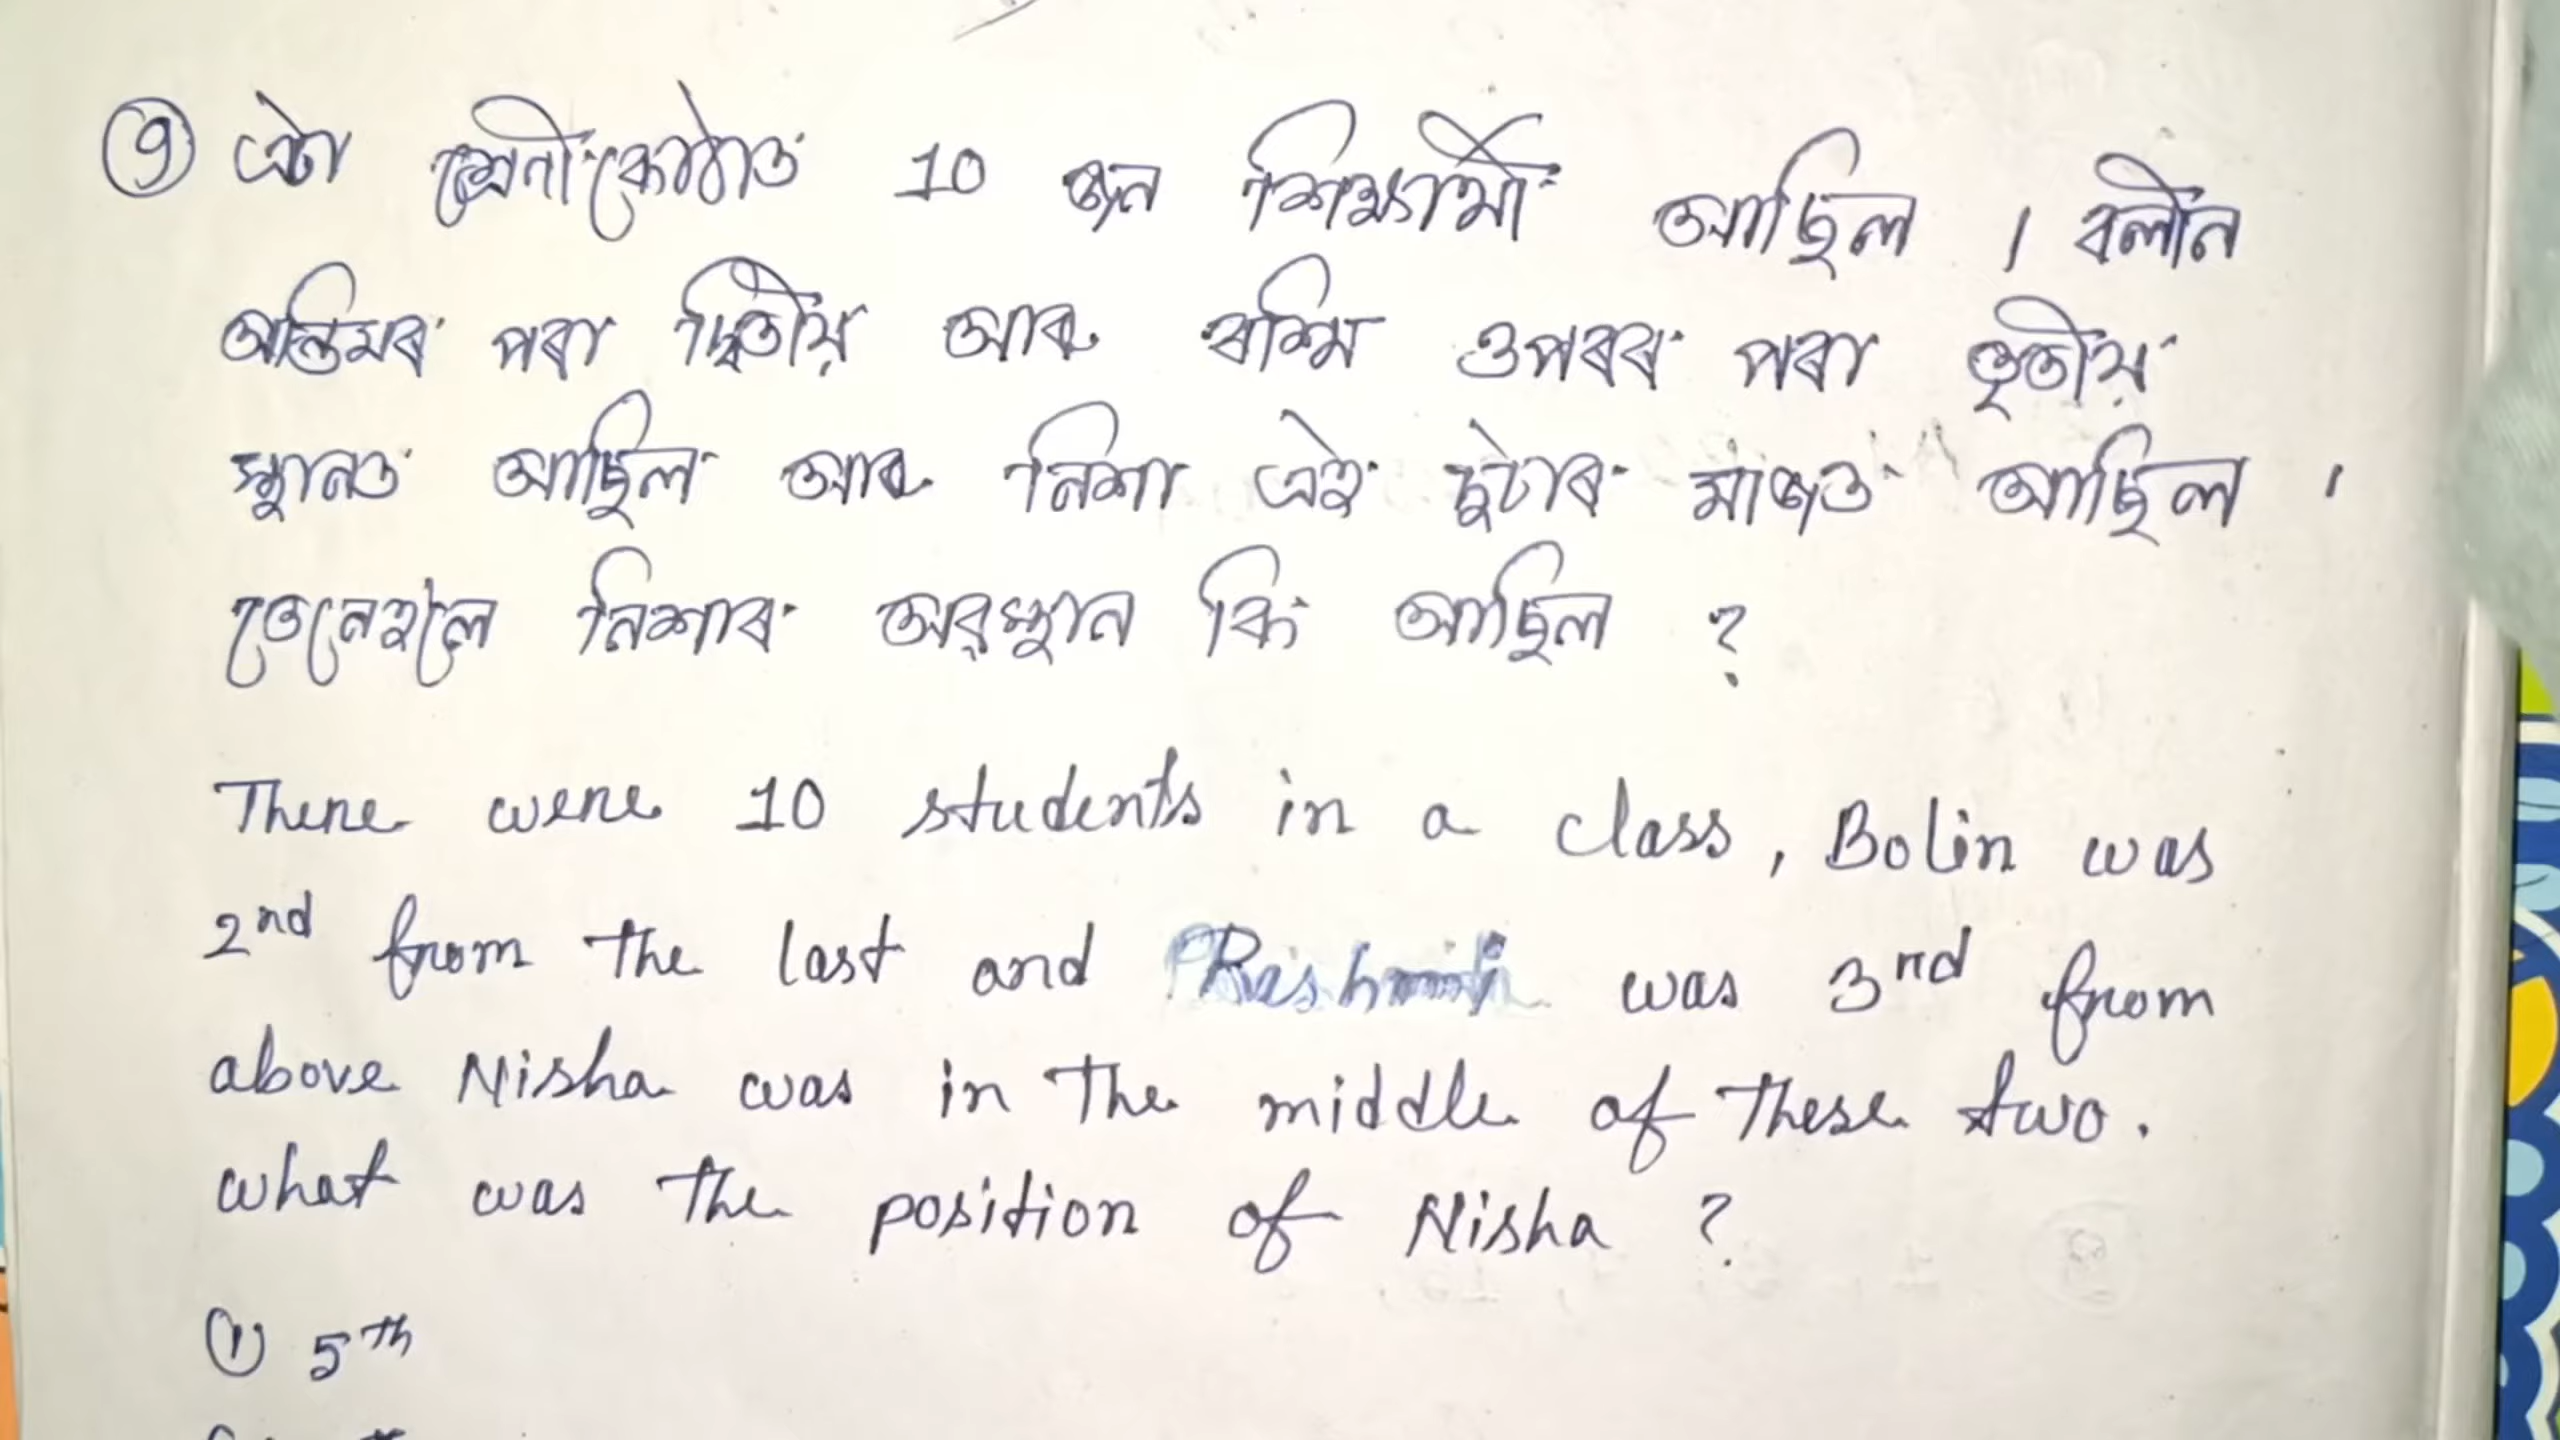 9 এটা শ্ৰেনীকোঠাত 10 জন শিক্ষাৰ্থী আছিল । বলীন
অন্তিমৰ পৰা দ্বিতীয় আৰু ৰশ্মি ওপৰৰ পৰা তৃতীয়
স্থানত আছিল আৰু নিশা এই দুটাৰ মাজত আছিল ।
তেনেহলে নিশাৰ অৱস্থান কি আছিল ?
There were 10 students in a class, Bolin was
2nd from the last and was 3rd from
above Nisha was in the middle of these two.
what was the position of Nisha ?
1 5th